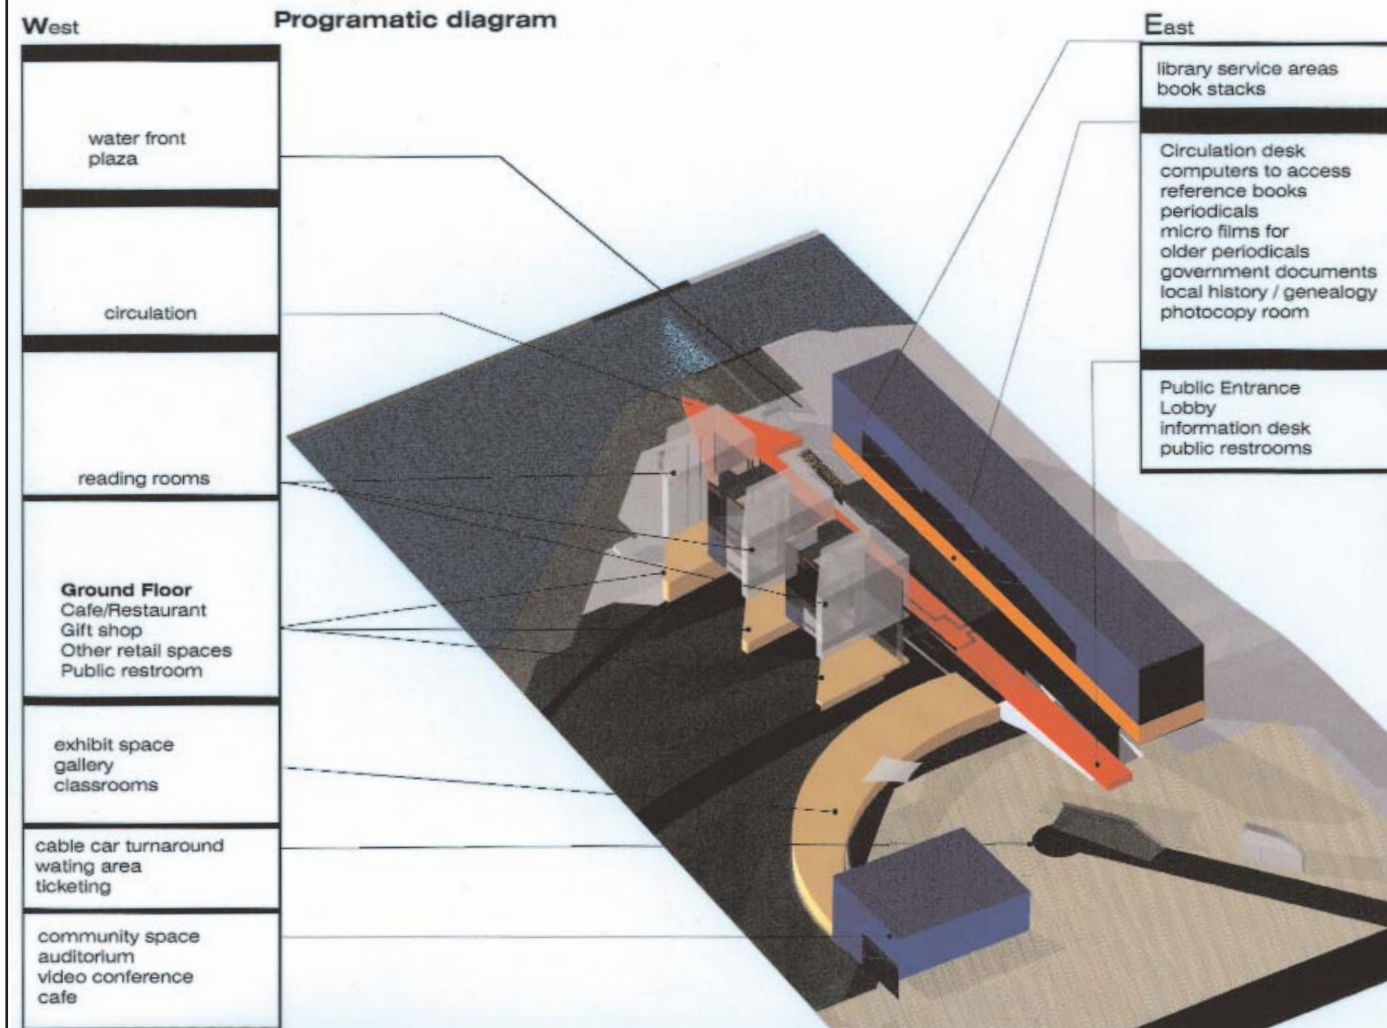 Programatic diagram
West
water front
plaza
circulation
reading rooms
Ground Floor
Cafe/Restaurant
Gift shop
Other retail spaces
Public restroom
exhibit space
gallery
classrooms
cable car turnaround
wating area
ticketing
community space
auditorium
video conference
cafe
East
library service areas
book stacks
Circulation desk
computers to access
reference books
periodicals
micro films for
older periodicals
government documents
local history / genealogy
photocopy room
Public Entrance
Lobby
information desk
public restrooms